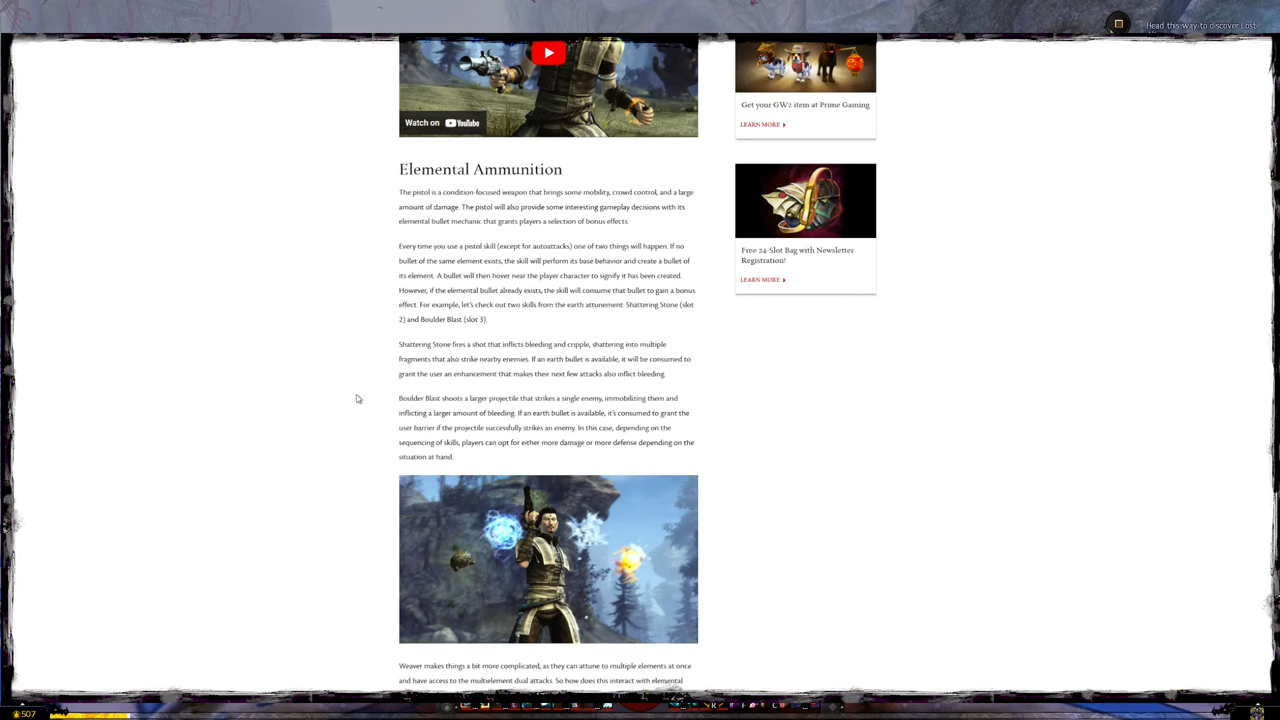 Head this way to discover Lost
Watch on YouTube
Get your GW2 item at Prime Gaming
LEARN MORE
Elemental Ammunition
The pistol is a condition-focused weapon that brings some mobility, crowd control, and a large
amount of damage. The pistol will also provide some interesting gameplay decisions with its
elemental bullet mechanic that grants players a selection of bonus effects.
Every time you use a pistol skill (except for autoattacks) one of two things will happen. If no
bullet of the same element exists, the skill will perform its base behavior and create a bullet of
its element. A bullet will then hover near the player character to signify it has been created.
However, if the elemental bullet already exists, the skill will consume that bullet to gain a bonus
effect. For example, let's check out two skills from the earth attunement: Shattering Stone (slot
2) and Boulder Blast (slot 3).
Free 24-Slot Bag with Newsletter
Registration!
LEARN MORE
Shattering Stone fires a shot that inflicts bleeding and cripple, shattering into multiple
fragments that also strike nearby enemies. If an earth bullet is available, it will be consumed to
grant the user an enhancement that makes their next few attacks also inflict bleeding.
Boulder Blast shoots a larger projectile that strikes a single enemy, immobilizing them and
inflicting a larger amount of bleeding. If an earth bullet is available, it's consumed to grant the
user barrier if the projectile successfully strikes an enemy. In this case, depending on the
sequencing of skills, players can opt for either more damage or more defense depending on the
situation at hand.
Weaver makes things a bit more complicated, as they can attune to multiple elements at once
and have access to the multielement dual attacks. So how does this interact with elemental
507